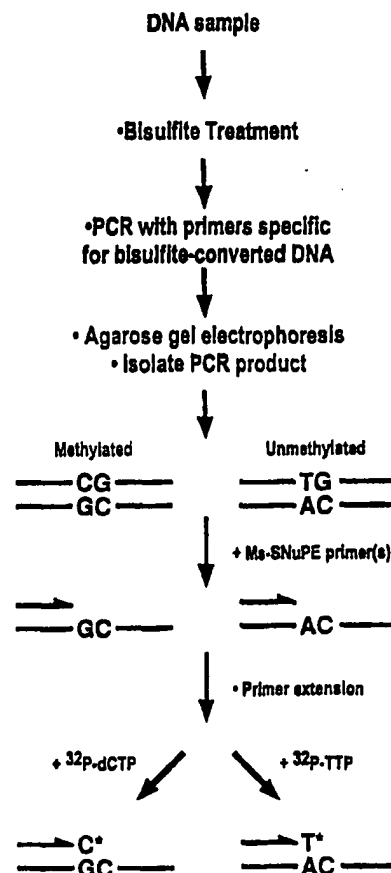 DNA sample
•Bisulfite Treatment
•PCR with primers specific
for bisulfite-converted DNA
• Agarose gel electrophoresis
• Isolate PCR product
Methylated Unmethylated
CG TG
GC AC
+ Ms-SNuPE primer(s)
GC AC
• Primer extension
+ ³²P-dCTP + ³²P-TTP
C* T*
GC AC